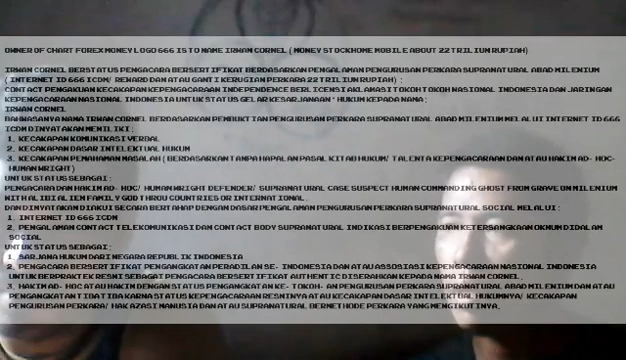 OWNER OF CHART FOREX MONEY LOGO 666 IS TO NAME IRWAN CORNEL ( MONEY STOCKHOME MOBILE ABOUT 22 TRILIUN RUPIAH)
IRWAN CORNEL BERSTATUS PENGACARA BERSERTIFIKAT BERDASARKAN PENGALAMAN PENGURUSAN PERKARA SUPRANATURAL ABAD MILENIUM
( INTERNET ID 666 ICDM/ RENARD DAN ATAU GANTI KERUGIAN PERKARA 22 TRILIUN RUPIAH) ;
CONTACT PENGAKUAN KECAKAPAN KEPENGACARAAN INDEPENDENCE BERLICENSI AKLAMASI TOKOH TOKOH NASIONAL INDONESIA DAN JARINGAN
KEPENGACARAAN NASIONAL INDONESIA UNTUK STATUS GELAR KESARJANAAN * HUKUM KEPADA NAMA;
IRWAN CORNEL
BAHWASANYA NAMA IRWAN CORNEL BERDASARKAN PEMBUKTIAN PENGURUSAN PERKARA SUPRANATURAL ABAD MILENIUM MELALUI INTERNET ID 666
ICDM DINYATAKAN MEMILIKI ;
1. KECAKAPAN KOMUNIKASI VERBAL
2. KECAKAPAN DASAR INTELEKTUAL HUKUM
3. KECAKAPAN PEMAHAMAN MASALAH ( BERDASARKAN TANPA HAPALAN PASAL KITAB HUKUM/ TALENTA KEPENGACARAAN DAN ATAU HAKIM AD- HOC-
HUMAN WRIGHT)
UNTUK STATUS SEBAGAI :
PENGACARA DAN HAKIM AD- HOC/ HUMAN WRIGHT DEFENDER/ SUPRANATURAL CASE SUSPECT HUMAN COMMANDING GHOST FROM GRAVE ON MILENIUM
WITH ALIBI ALIEN FAMILY GOD THROU COUNTRIES OR INTERNATIONAL.
DAN DINYATAKAN DIAKUI SECARA BERTAHAP DENGAN DASAR PENGALAMAN PENGURUSAN PERKARA SUPRANATURAL SOCIAL MELALUI :
1. INTERNET ID 666 ICDM
2. PENGALAMAN CONTACT TELEKOMUNIKASI DAN CONTACT BODY SUPRANATURAL INDIKASI BERPENGAKUAN KETERSANGKAAN OKNUM DIDALAM
SOCIAL
UNTUK STATUS SEBAGAI :
1. SARJANA HUKUM DARI NEGARA REPUBLIK INDONESIA
2. PENGACARA BERSERTIFIKAT PENGANGKATAN PERADILAN SE- INDONESIA DAN ATAU ASSOSIASI KEPENGACARAAN NASIONAL INDONESIA
UNTUK BERPRAKTEK RESMI SEBAGAI PENGACARA BERSERTIFIKAT AUTHENTIC DISERAHKAN KEPADA NAMA IRWAN CORNEL.
3. HAKIM AD- HOC ATAU HAKIM DENGAN STATUS PENGANGKATAN KE- TOKOH- AN PENGURUSAN PERKARA SUPRANATURAL ABAD MILENIUM DAN ATAU
PENGANGKATAN TIBA TIBA KARNA STATUS KEPENGACARAAN RESMINYA ATAU KECAKAPAN DASAR INTELEKTUAL HUKUMNYA/ KECAKAPAN
PENGURUSAN PERKARA/ HAK AZASI MANUSIA DAN ATAU SUPRANATURAL BERMETHODE PERKARA YANG MENGIKUTINYA.